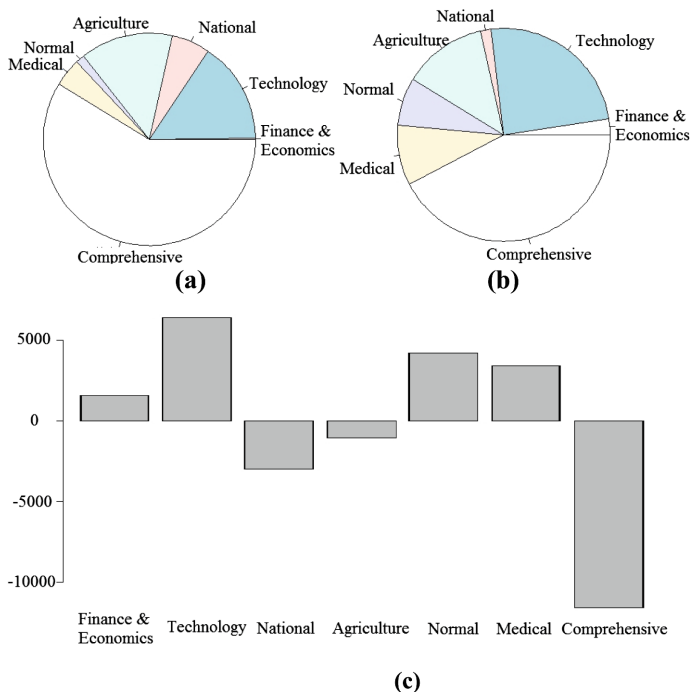 Agriculture
National
Normal
Medical
Technology
Finance &
Economics
Comprehensive
(a)
National
Agriculture
Technology
Normal
Finance &
Economics
Medical
Comprehensive
(b)
5000
0
-5000
-10000
Finance &
Economics
Technology
National
Agriculture
Normal
Medical
Comprehensive
(c)